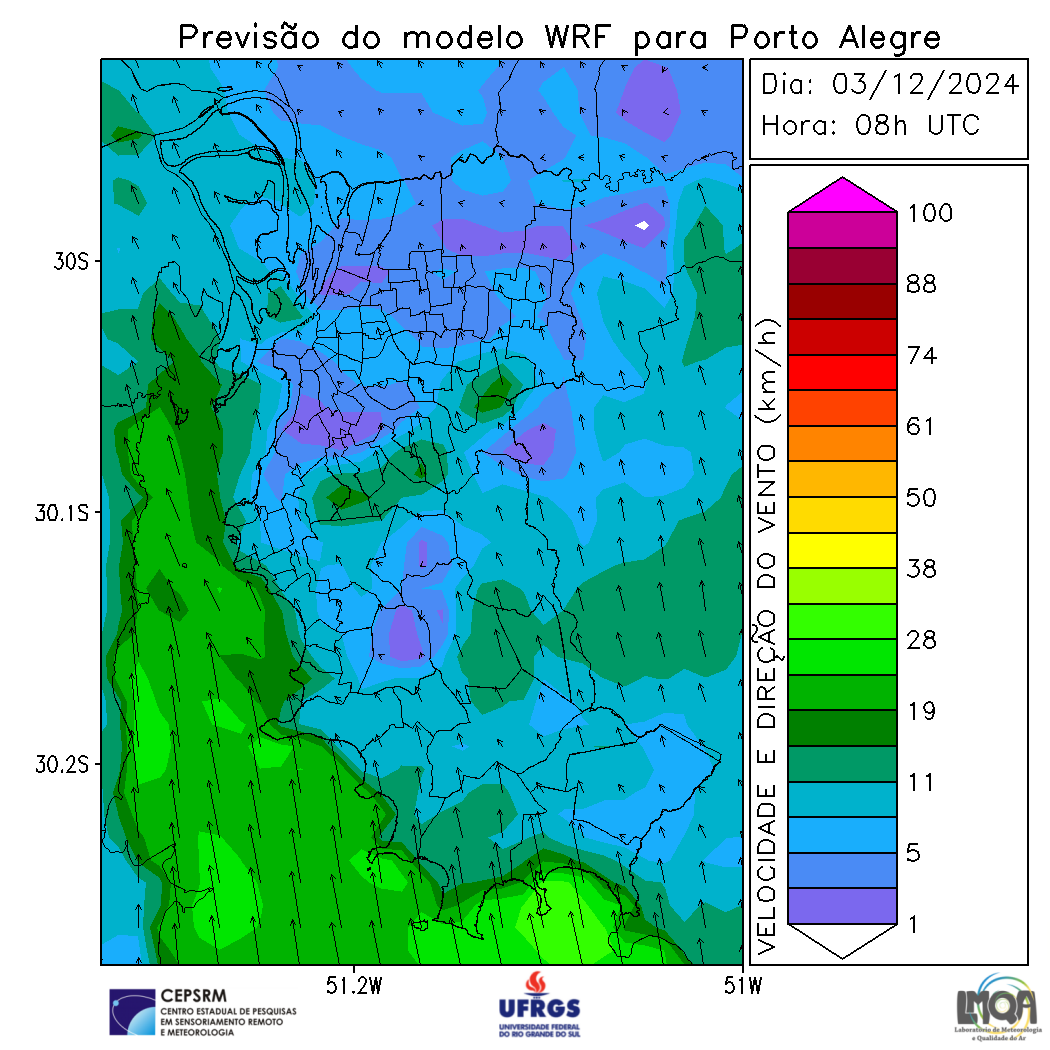 Previsão do modelo WRF para Porto Alegre
Dia: 03/12/2024
Hora: 08h UTC
30S
30.1S
30.2S
51.2W
51W
VELOCIDADE E DIREÇÃO DO VENTO (km/h)
100
88
74
61
50
38
28
19
11
5
1
CEPSRM
CENTRO ESTADUAL DE PESQUISAS
EM SENSORIAMENTO REMOTO
E METEOROLOGIA
UFRGS
UNIVERSIDADE FEDERAL
DO RIO GRANDE DO SUL
LMQA
Laboratório de Meteorologia
e Qualidade do Ar